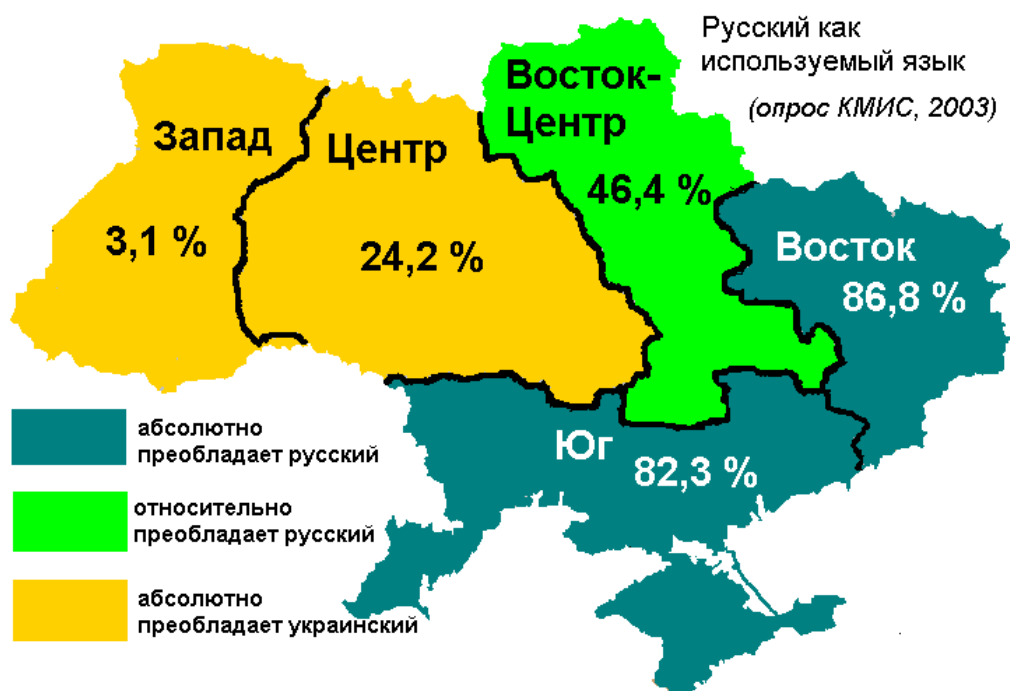 Русский как
используемый язык
(опрос КМИС, 2003)
Восток-
Центр
46,4 %
Запад
3,1 %
Центр
24,2 %
Восток
86,8 %
Юг
82,3 %
абсолютно
преобладает русский
относительно
преобладает русский
абсолютно
преобладает украинский